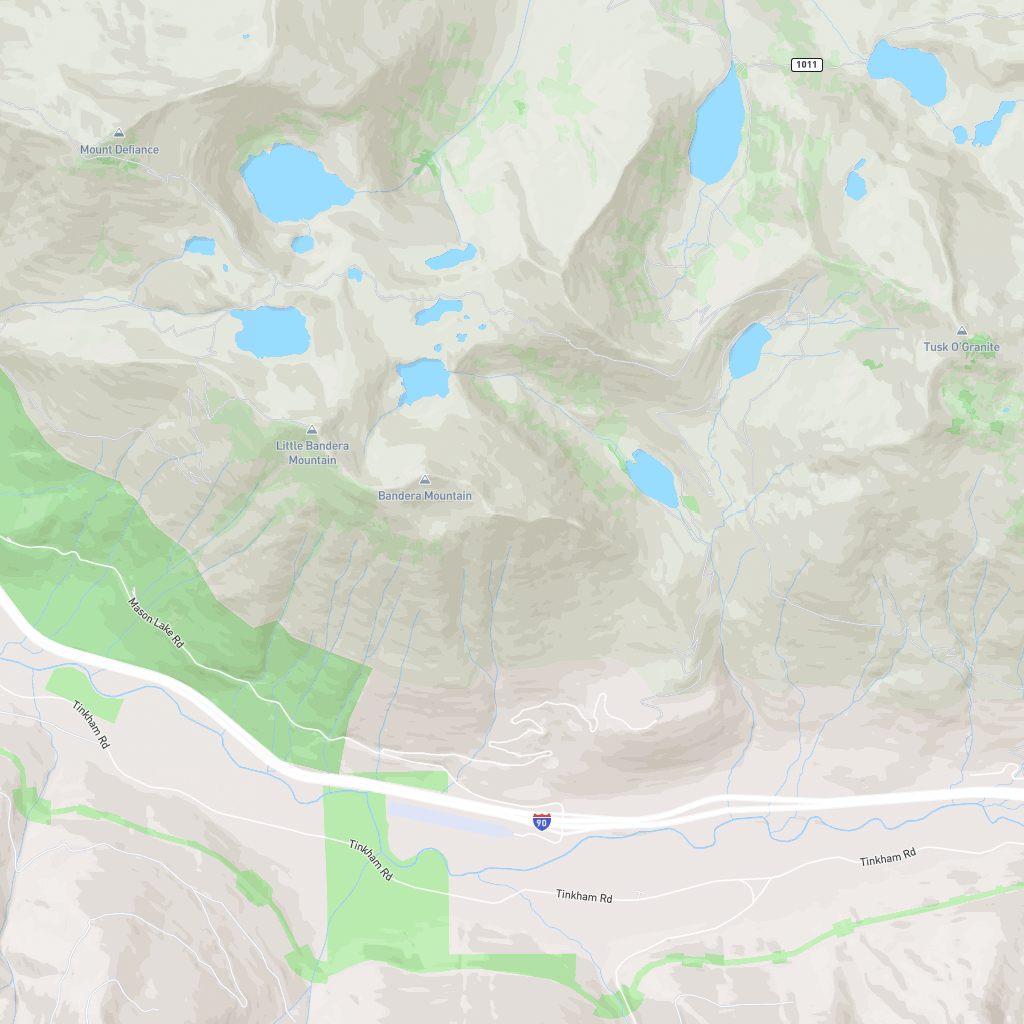 1011
Mount Defiance
Tusk O'Granite
Little Bandera
Mountain
Bandera Mountain
Mason Lake Rd
Tinkham Rd
90
Tinkham Rd
Tinkham Rd
Tinkham Rd